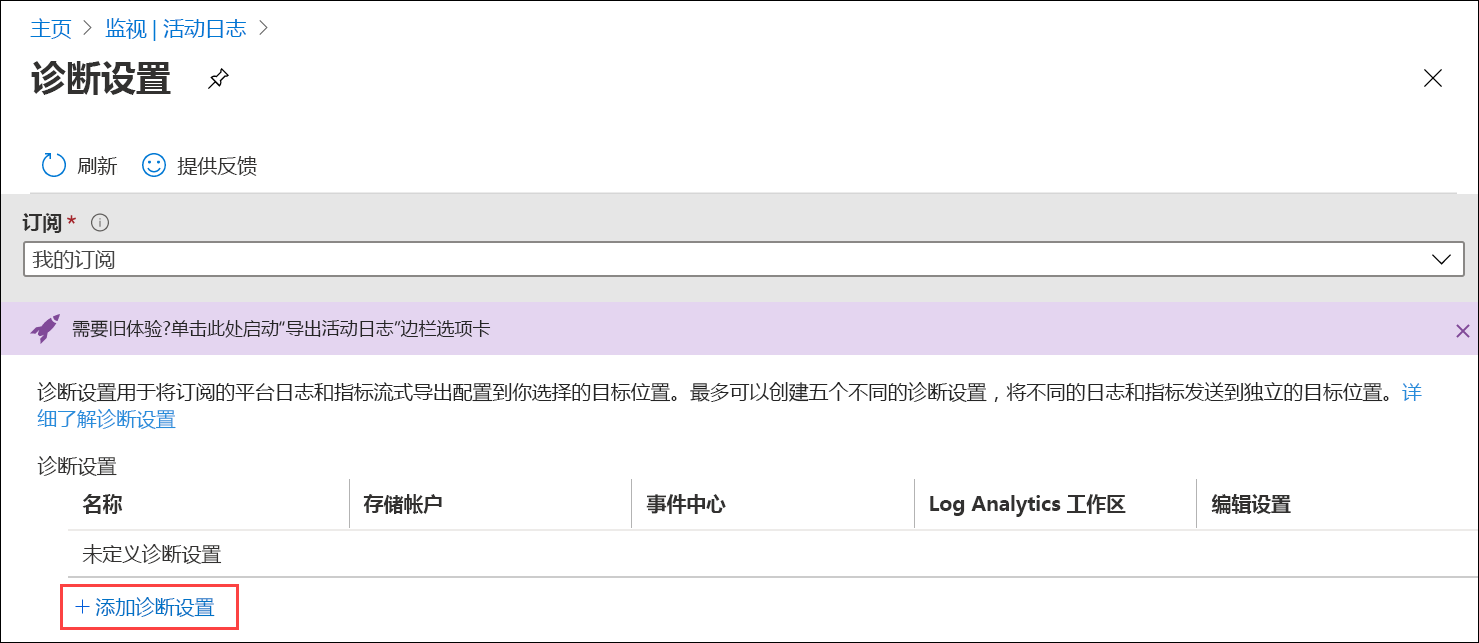 主页 > 监视 | 活动日志 >
诊断设置
刷新 提供反馈
订阅 *
我的订阅
需要旧体验?单击此处启动“导出活动日志”边栏选项卡
诊断设置用于将订阅的平台日志和指标流式导出配置到你选择的目标位置。最多可以创建五个不同的诊断设置，将不同的日志和指标发送到独立的目标位置。详
细了解诊断设置
诊断设置
名称 存储帐户 事件中心 Log Analytics 工作区 编辑设置
未定义诊断设置
+ 添加诊断设置